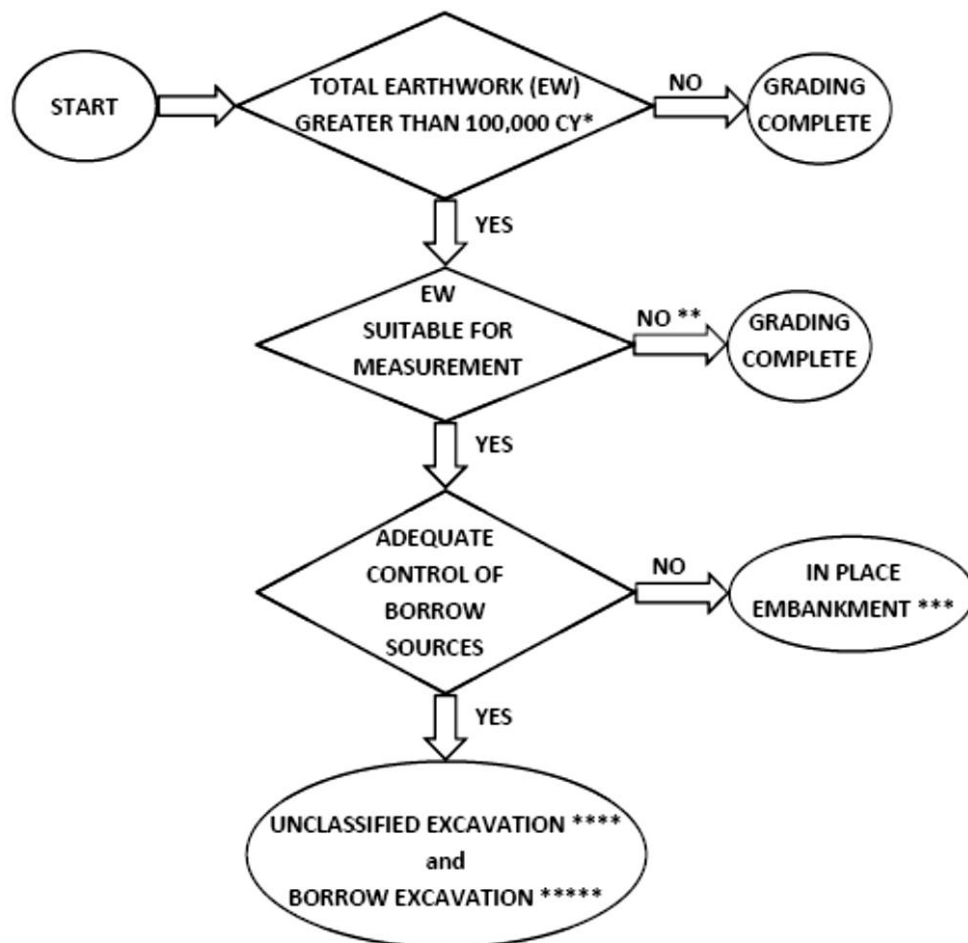 START
TOTAL EARTHWORK (EW)
GREATER THAN 100,000 CY*
NO
GRADING
COMPLETE
YES
EW
SUITABLE FOR
MEASUREMENT
NO **
GRADING
COMPLETE
YES
ADEQUATE
CONTROL OF
BORROW
SOURCES
NO
IN PLACE
EMBANKMENT ***
YES
UNCLASSIFIED EXCAVATION ****
and
BORROW EXCAVATION *****